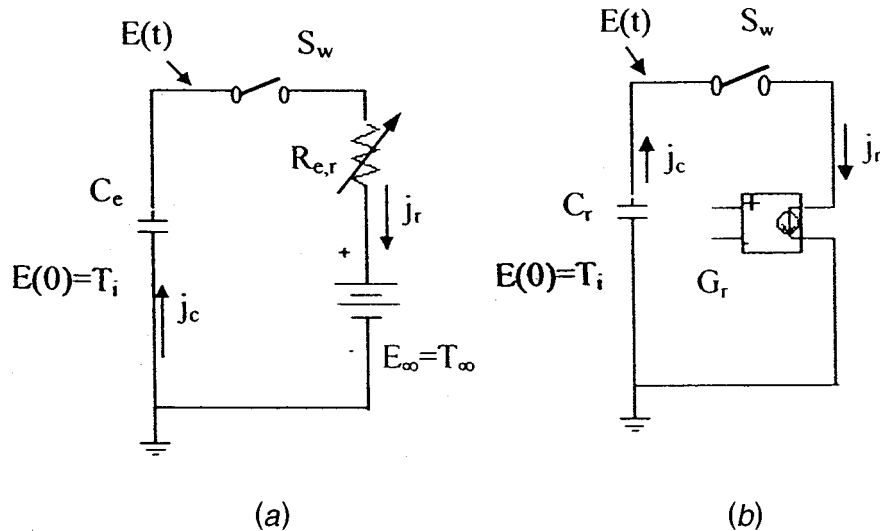 E(t)
S_w
R_e,r
C_e
j_r
+
E(0)=T_i
j_c
E_∞=T_∞
(a)
E(t)
S_w
j_c
j_r
C_r
+
-
E(0)=T_i
G_r
(b)